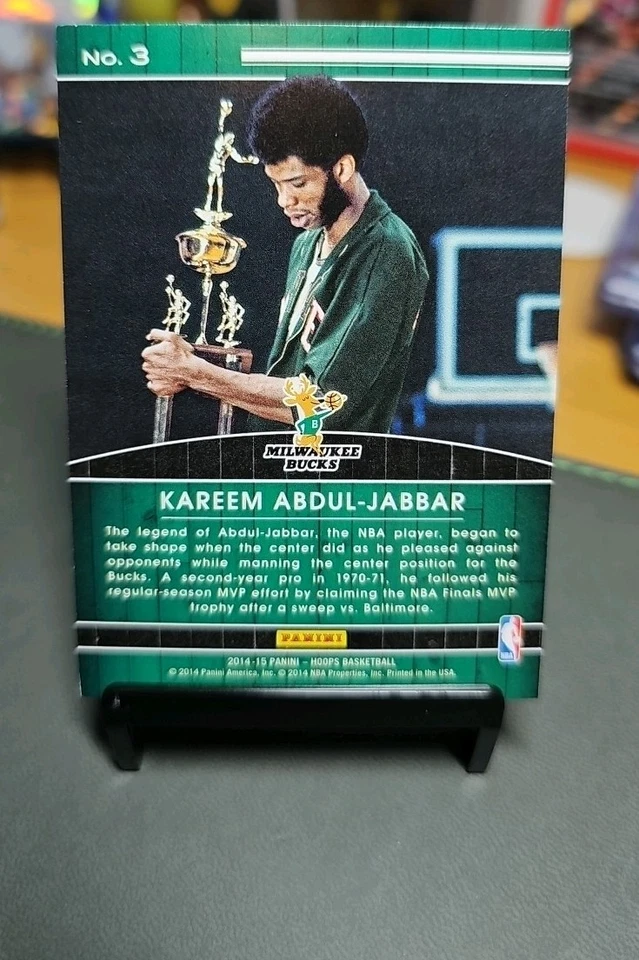 No. 3
B
MILWAUKEE
BUCKS
KAREEM ABDUL-JABBAR
The legend of Abdul-Jabbar, the NBA player, began to
take shape when the center did as he pleased against
opponents while manning the center position for the
Bucks. A second-year pro in 1970-71, he followed his
regular-season MVP effort by claiming the NBA Finals MVP
trophy after a sweep vs. Baltimore.
PANINI
NBA
2014-15 PANINI – HOOPS BASKETBALL
© 2014 Panini America, Inc. © 2014 NBA Properties, Inc. Printed in the USA.